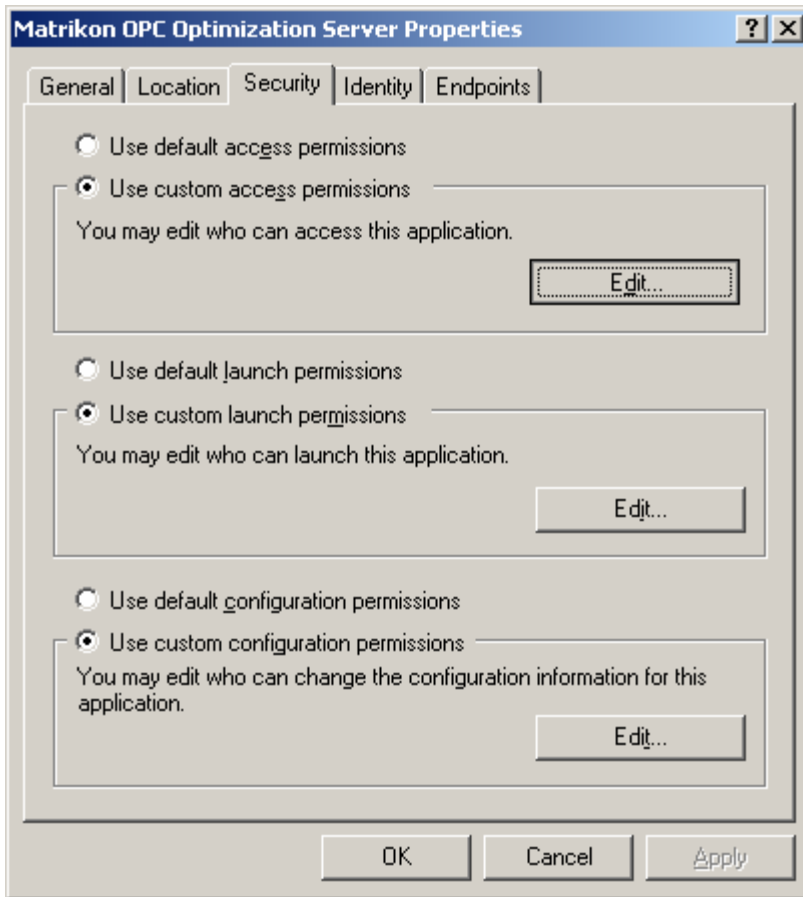 Matrikon OPC Optimization Server Properties
General Location Security Identity Endpoints
Use default access permissions
Use custom access permissions
You may edit who can access this application.
Edit...
Use default launch permissions
Use custom launch permissions
You may edit who can launch this application.
Edit...
Use default configuration permissions
Use custom configuration permissions
You may edit who can change the configuration information for this
application.
Edit...
OK Cancel Apply